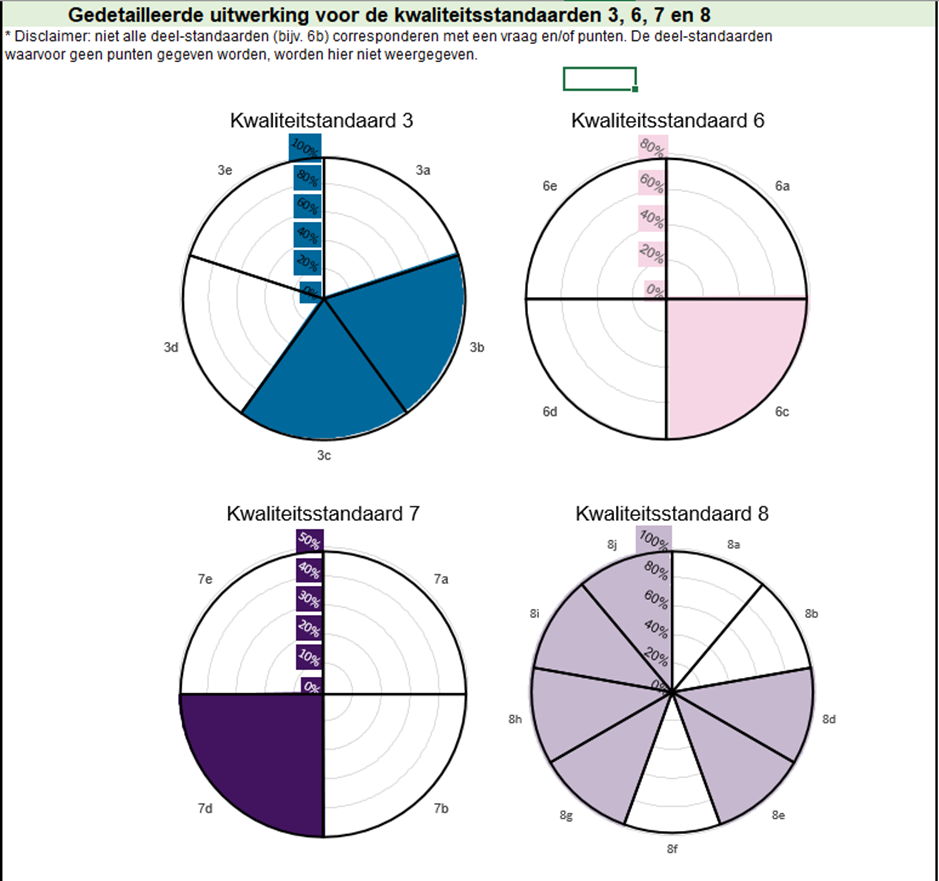 Gedetailleerde uitwerking voor de kwaliteitsstandaarden 3, 6, 7 en 8
* Disclaimer: niet alle deel-standaarden (bijv. 6b) corresponderen met een vraag en/of punten. De deel-standaarden
waarvoor geen punten gegeven worden, worden hier niet weergegeven.
Kwaliteitstandaard 3
100%
80%
60%
40%
20%
0%
3a
3b
3c
3d
3e
Kwaliteitsstandaard 6
80%
60%
40%
20%
0%
6a
6c
6d
6e
Kwaliteitsstandaard 7
50%
40%
30%
20%
10%
0%
7a
7b
7d
7e
Kwaliteitsstandaard 8
100%
80%
60%
40%
20%
0%
8a
8b
8d
8e
8f
8g
8h
8i
8j